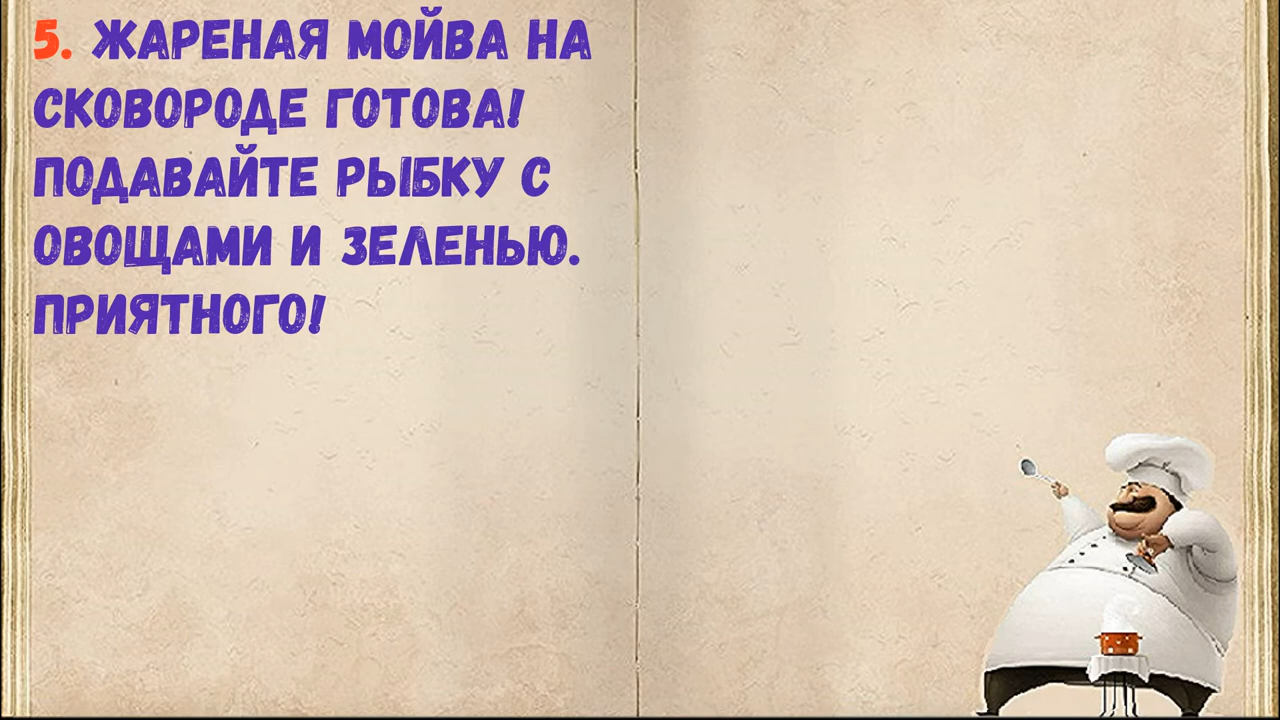 5. ЖАРЕНАЯ МОЙВА НА
СКОВОРОДЕ ГОТОВА!
ПОДАВАЙТЕ РЫБКУ С
ОВОЩАМИ И ЗЕЛЕНЬЮ.
ПРИЯТНОГО!